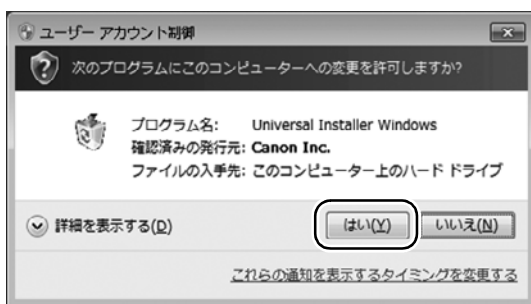 ユーザー アカウント制御
次のプログラムにこのコンピューターへの変更を許可しますか?
プログラム名: Universal Installer Windows
確認済みの発行元: Canon Inc.
ファイルの入手先: このコンピューター上のハード ドライブ
詳細を表示する(D)
はい(Y)
いいえ(N)
これらの通知を表示するタイミングを変更する